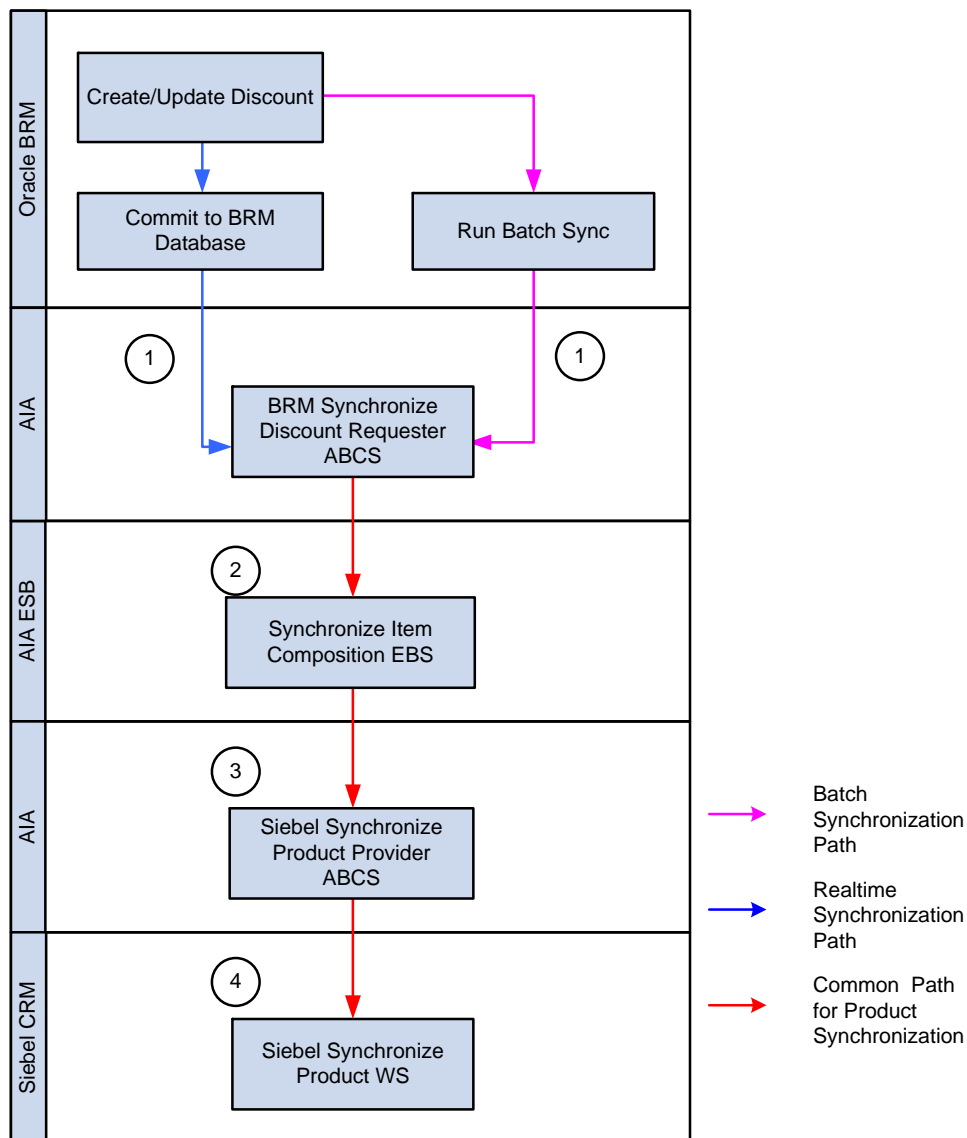 Oracle BRM
Create/Update Discount
Commit to BRM
Database
Run Batch Sync
AIA
1
1
BRM Synchronize
Discount Requester
ABCS
AIA ESB
2
Synchronize Item
Composition EBS
AIA
3
Siebel Synchronize
Product Provider
ABCS
Siebel CRM
4
Siebel Synchronize
Product WS
Batch
Synchronization
Path
Realtime
Synchronization
Path
Common Path
for Product
Synchronization